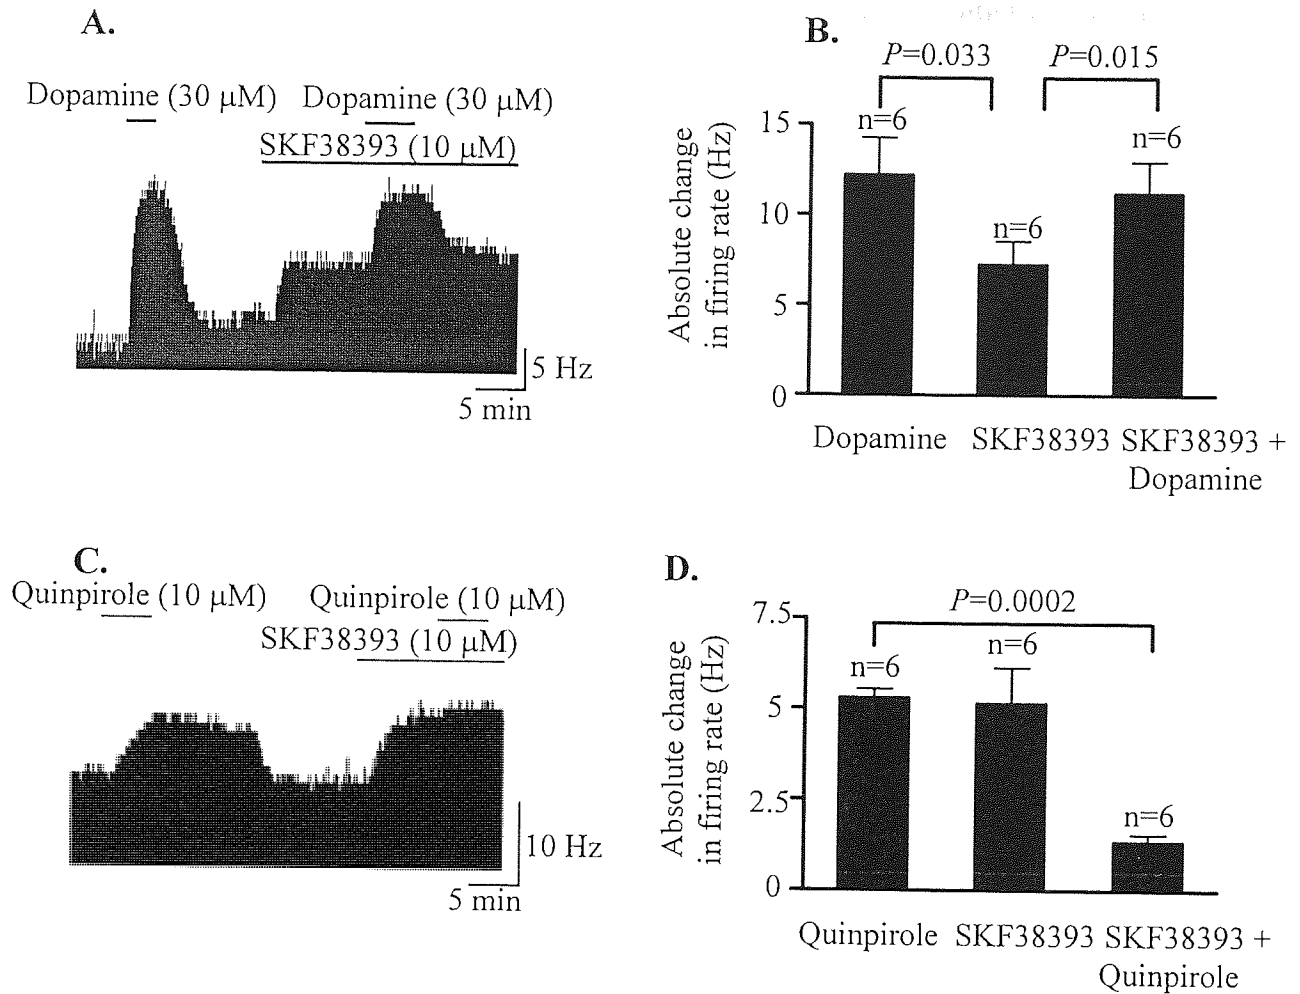 A.
Dopamine (30 µM) Dopamine (30 µM)
SKF38393 (10 µM)
5 Hz
5 min
B.
P=0.033 P=0.015
n=6
n=6
n=6
15
10
5
0
Absolute change
in firing rate (Hz)
Dopamine SKF38393 SKF38393 +
Dopamine
C.
Quinpirole (10 µM) Quinpirole (10 µM)
SKF38393 (10 µM)
10 Hz
5 min
D.
P=0.0002
n=6
n=6
n=6
7.5
5
2.5
0
Absolute change
in firing rate (Hz)
Quinpirole SKF38393 SKF38393 +
Quinpirole